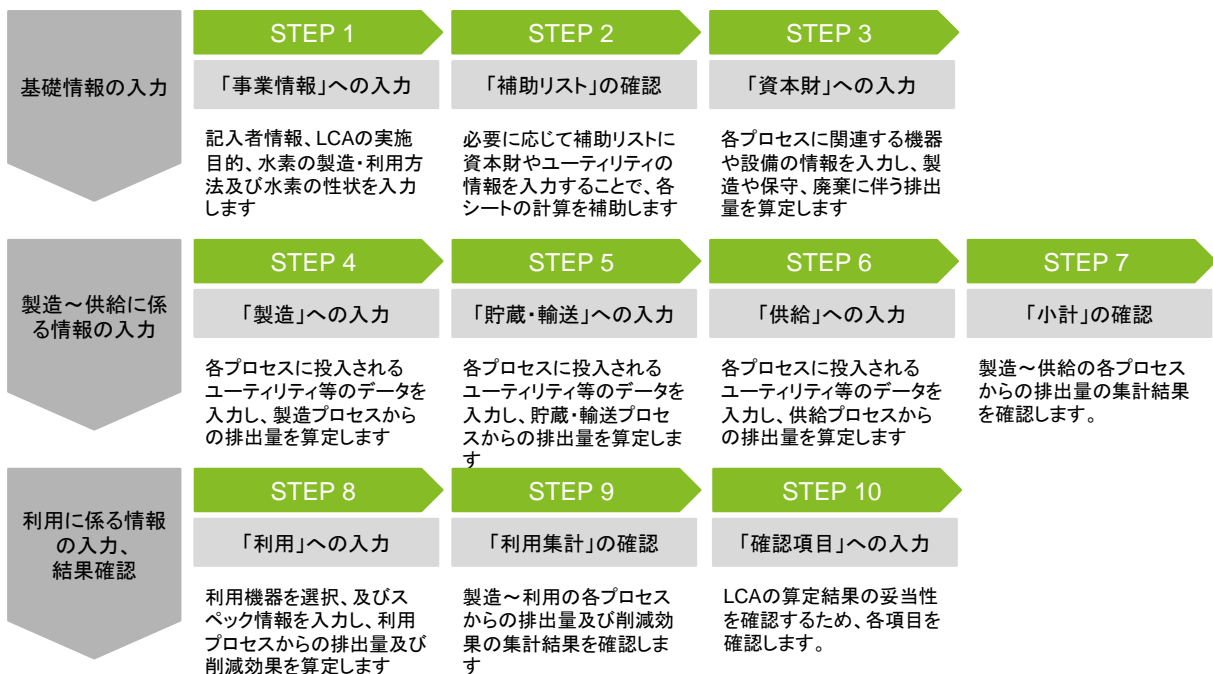 基礎情報の入力
STEP 1
「事業情報」への入力
記入者情報、LCAの実施
目的、水素の製造・利用方
法及び水素の性状を入力
します
STEP 2
「補助リスト」の確認
必要に応じて補助リストに
資本財やユーティリティの
情報を入力することで、各
シートの計算を補助します
STEP 3
「資本財」への入力
各プロセスに関連する機器
や設備の情報を入力し、製
造や保守、廃棄に伴う排出
量を算定します
製造～供給に係
る情報の入力
STEP 4
「製造」への入力
各プロセスに投入される
ユーティリティ等のデータを
入力し、製造プロセスから
の排出量を算定します
STEP 5
「貯蔵・輸送」への入力
各プロセスに投入される
ユーティリティ等のデータを
入力し、貯蔵・輸送プロセ
スからの排出量を算定しま
す
STEP 6
「供給」への入力
各プロセスに投入される
ユーティリティ等のデータを
入力し、供給プロセスから
の排出量を算定します
STEP 7
「小計」の確認
製造～供給の各プロセス
からの排出量の集計結果
を確認します。
利用に係る情報
の入力、
結果確認
STEP 8
「利用」への入力
利用機器を選択、及びス
ペック情報を入力し、利用
プロセスからの排出量及び
削減効果を算定します
STEP 9
「利用集計」の確認
製造～利用の各プロセス
からの排出量及び削減効
果の集計結果を確認しま
す
STEP 10
「確認項目」への入力
LCAの算定結果の妥当性
を確認するため、各項目を
確認します。